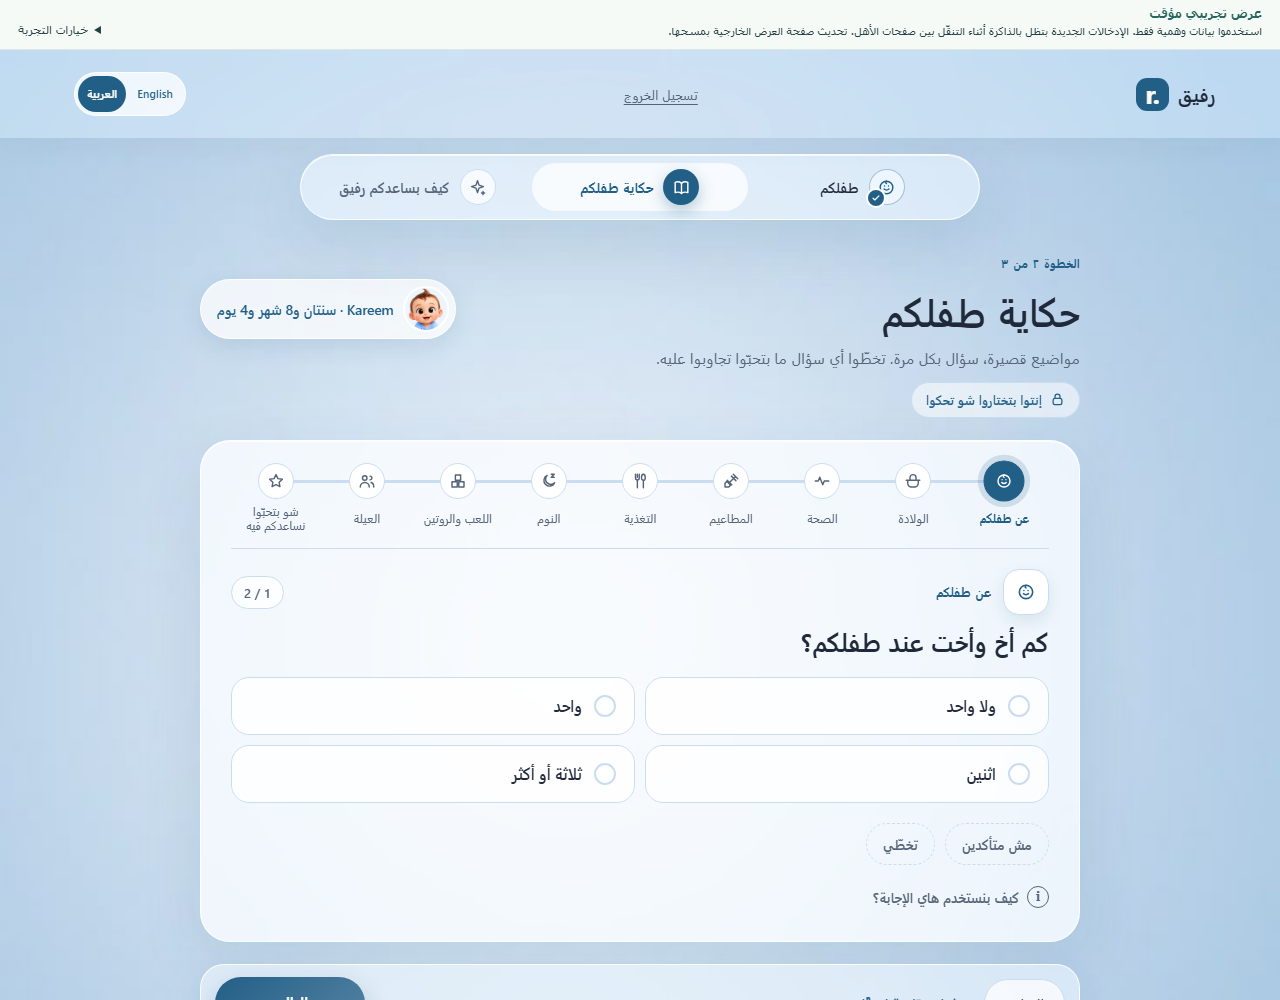 عرض تجريبي مؤقت
استخدموا بيانات وهمية فقط. الإدخالات الجديدة بتظل بالذاكرة أثناء التنقّل بين صفحات الأهل. تحديث صفحة العرض الخارجية بمسحها.
خيارات التجربة
رفيق
r.
تسجيل الخروج
English
العربية
طفلكم
حكاية طفلكم
كيف بساعدكم رفيق
الخطوة ٢ من ٣
حكاية طفلكم
Kareem · سنتان و8 شهر و4 يوم
مواضيع قصيرة، سؤال بكل مرة. تخطّوا أي سؤال ما بتحبّوا تجاوبوا عليه.
إنتوا بتختاروا شو تحكوا
عن طفلكم
الولادة
الصحة
المطاعيم
التغذية
النوم
اللعب والروتين
العيلة
شو بتحبّوا
نساعدكم فيه
عن طفلكم
1 / 2
كم أخ وأخت عند طفلكم؟
ولا واحد
واحد
اثنين
ثلاثة أو أكثر
مش متأكدين
تخطّي
كيف بنستخدم هاي الإجابة؟